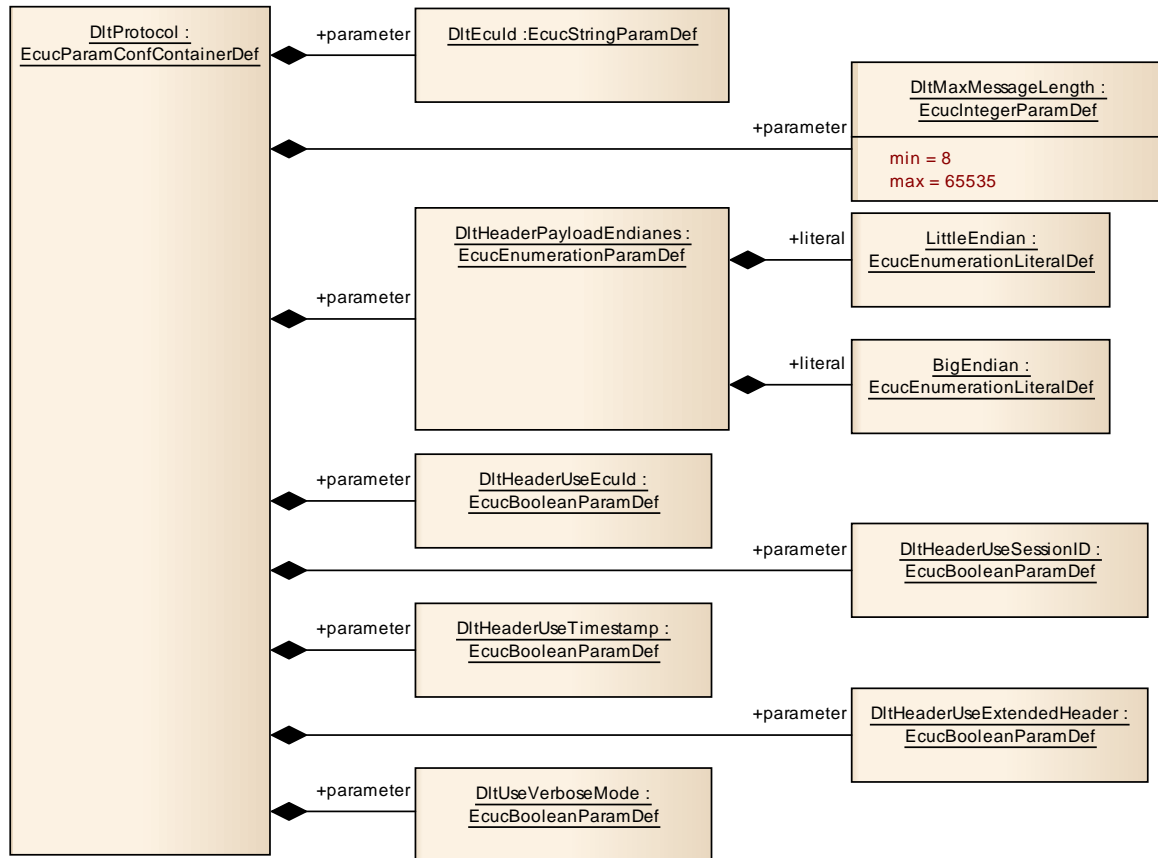 DltProtocol :
EcucParamConfContainerDef
+parameter
DltEcuId :EcucStringParamDef
+parameter
DltMaxMessageLength :
EcucIntegerParamDef
min = 8
max = 65535
+parameter
DltHeaderPayloadEndianes :
EcucEnumerationParamDef
+literal
LittleEndian :
EcucEnumerationLiteralDef
+literal
BigEndian :
EcucEnumerationLiteralDef
+parameter
DltHeaderUseEcuId :
EcucBooleanParamDef
+parameter
DltHeaderUseSessionID :
EcucBooleanParamDef
+parameter
DltHeaderUseTimestamp :
EcucBooleanParamDef
+parameter
DltHeaderUseExtendedHeader :
EcucBooleanParamDef
+parameter
DltUseVerboseMode :
EcucBooleanParamDef